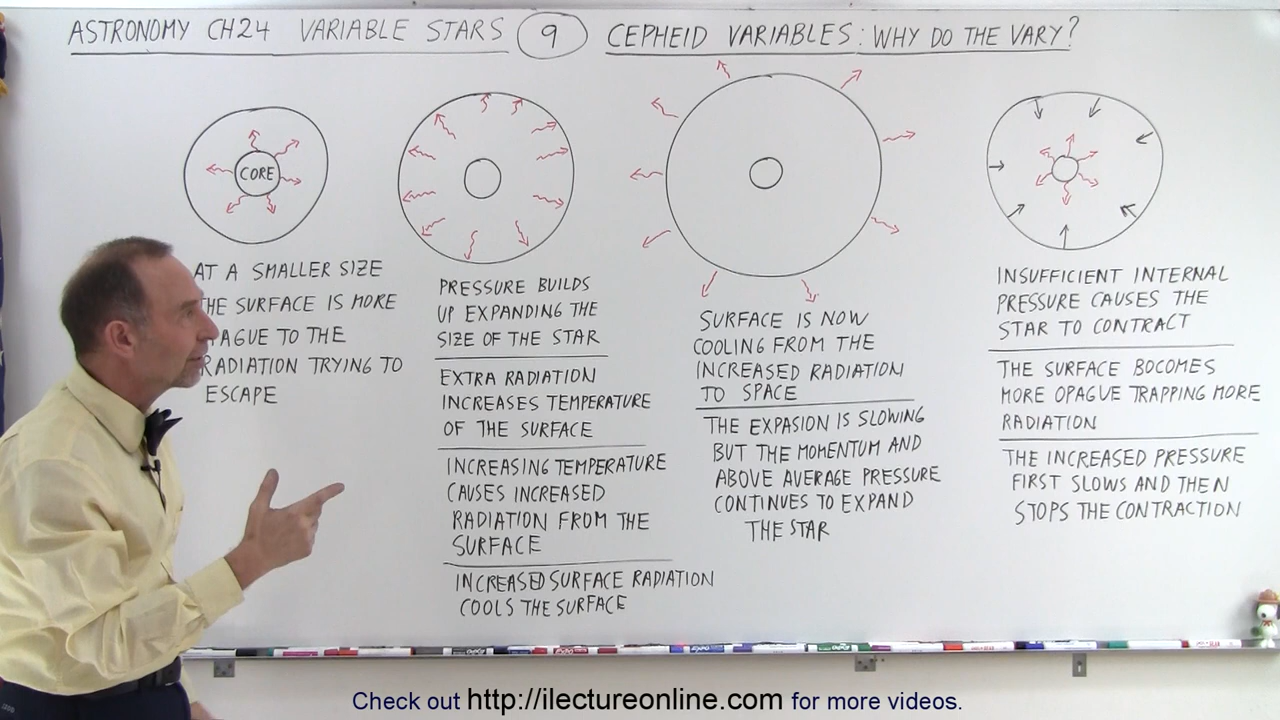 ASTRONOMY CH24 VARIABLE STARS 9 CEPHEID VARIABLES: WHY DO THE VARY?
CORE
AT A SMALLER SIZE
THE SURFACE IS MORE
PAGUE TO THE
RADIATION TRYING TO
ESCAPE
PRESSURE BUILDS
UP EXPANDING THE
SIZE OF THE STAR
EXTRA RADIATION
INCREASES TEMPERATURE
OF THE SURFACE
INCREASING TEMPERATURE
CAUSES INCREASED
RADIATION FROM THE
SURFACE
INCREASED SURFACE RADIATION
COOLS THE SURFACE
SURFACE IS NOW
COOLING FROM THE
INCREASED RADIATION
TO SPACE
THE EXPASION IS SLOWING
BUT THE MOMENTUM AND
ABOVE AVERAGE PRESSURE
CONTINUES TO EXPAND
THE STAR
INSUFFICIENT INTERNAL
PRESSURE CAUSES THE
STAR TO CONTRACT
THE SURFACE BOCOMES
MORE OPAGUE TRAPPING MORE
RADIATION
THE INCREASED PRESSURE
FIRST SLOWS AND THEN
STOPS THE CONTRACTION
Check out http://ilectureonline.com for more videos.